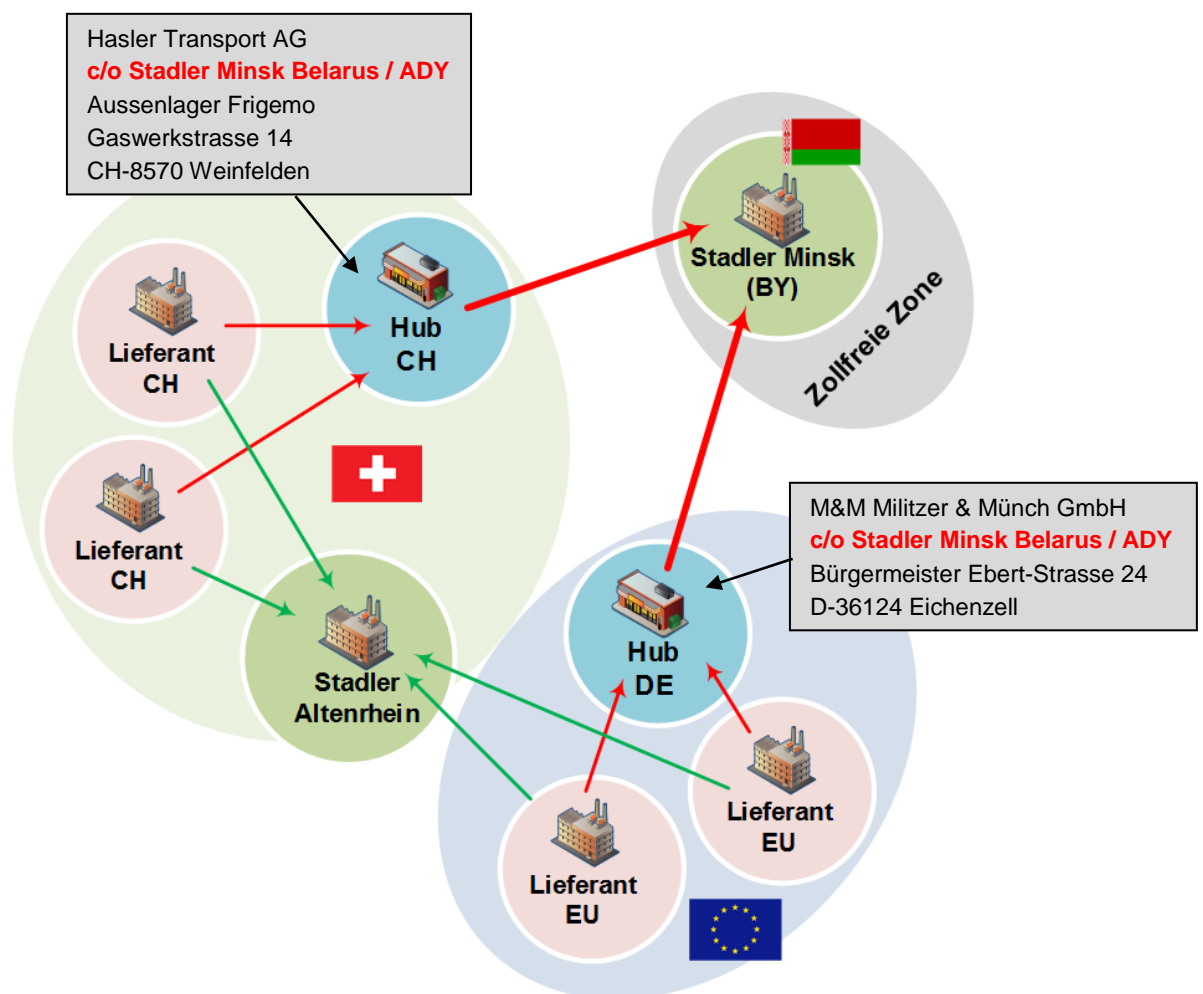 Hasler Transport AG
c/o Stadler Minsk Belarus / ADY
Aussenlager Frigemo
Gaswerkstrasse 14
CH-8570 Weinfelden
Stadler Minsk
(BY)
Zollfreie Zone
Hub
CH
Lieferant
CH
Lieferant
CH
M&M Militzer & Münch GmbH
c/o Stadler Minsk Belarus / ADY
Bürgermeister Ebert-Strasse 24
D-36124 Eichenzell
Stadler
Altenrhein
Hub
DE
Lieferant
EU
Lieferant
EU